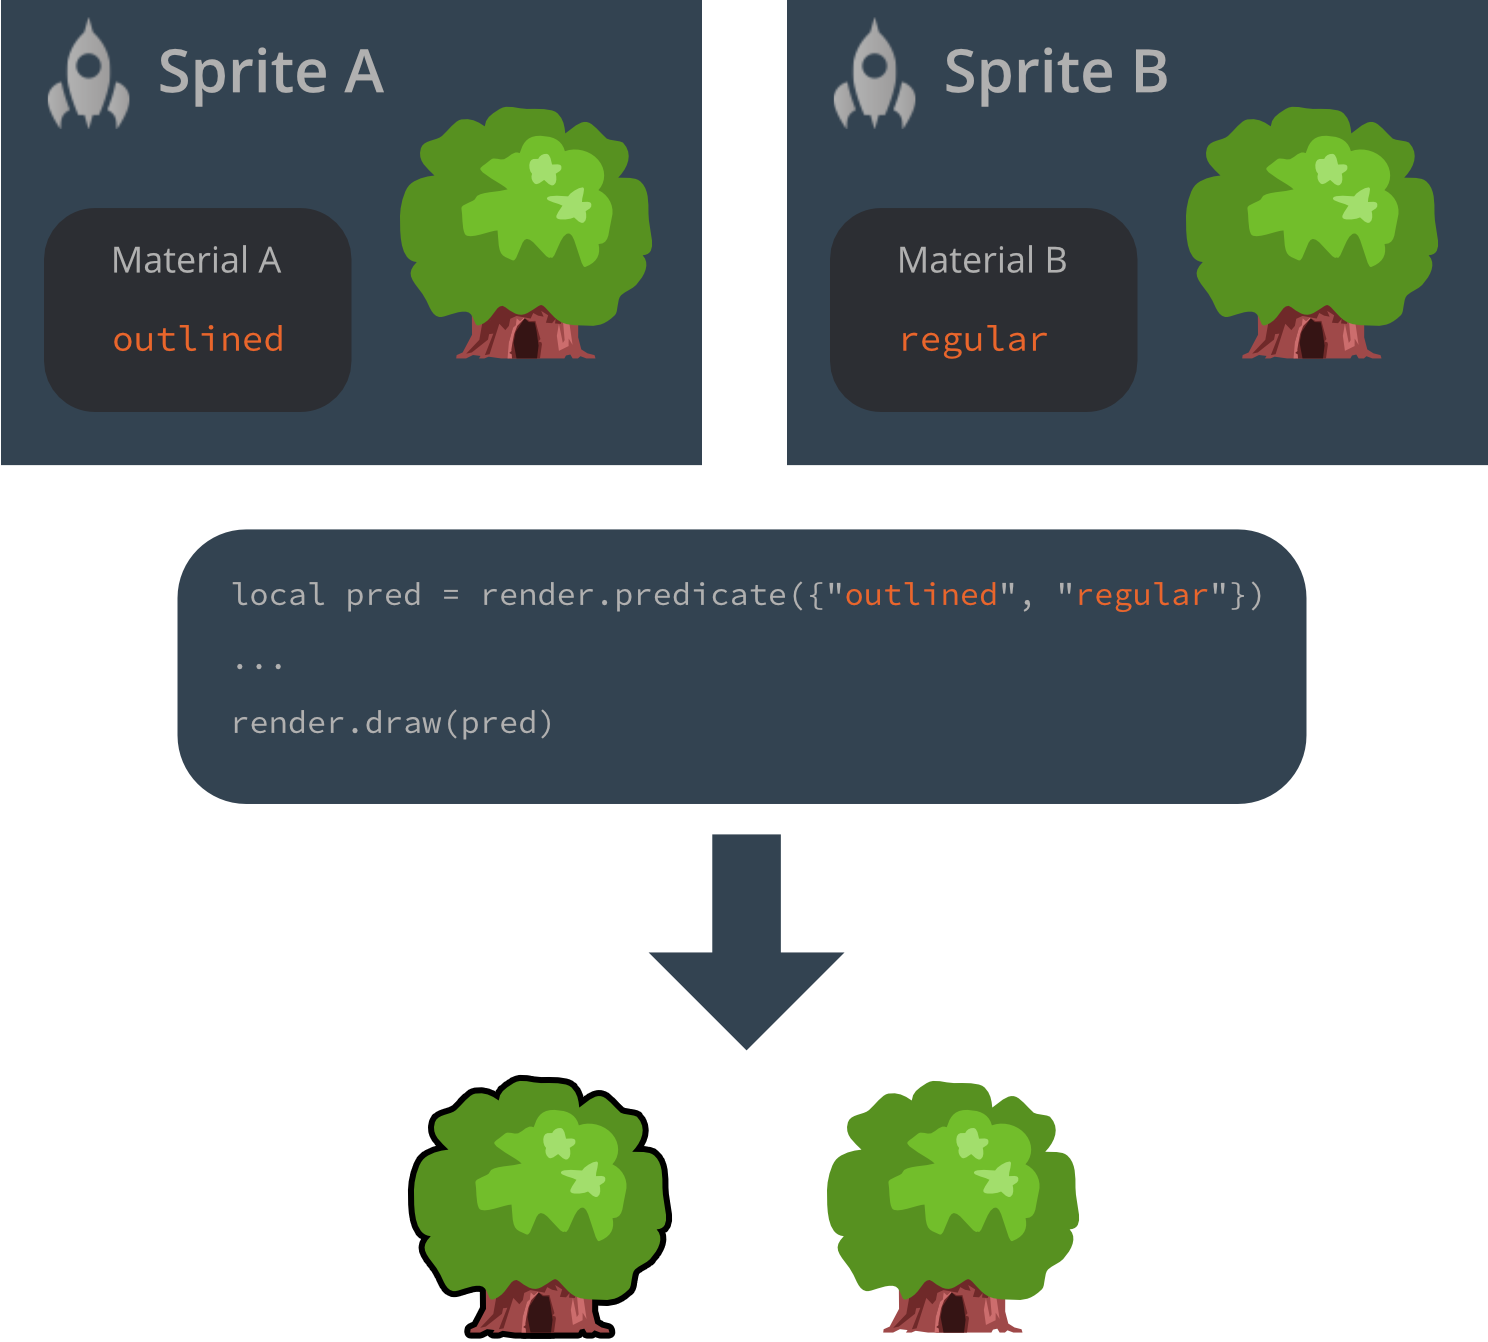 Sprite A
Material A
outlined
Sprite B
Material B
regular
local pred = render.predicate({"outlined", "regular"})
...
render.draw(pred)